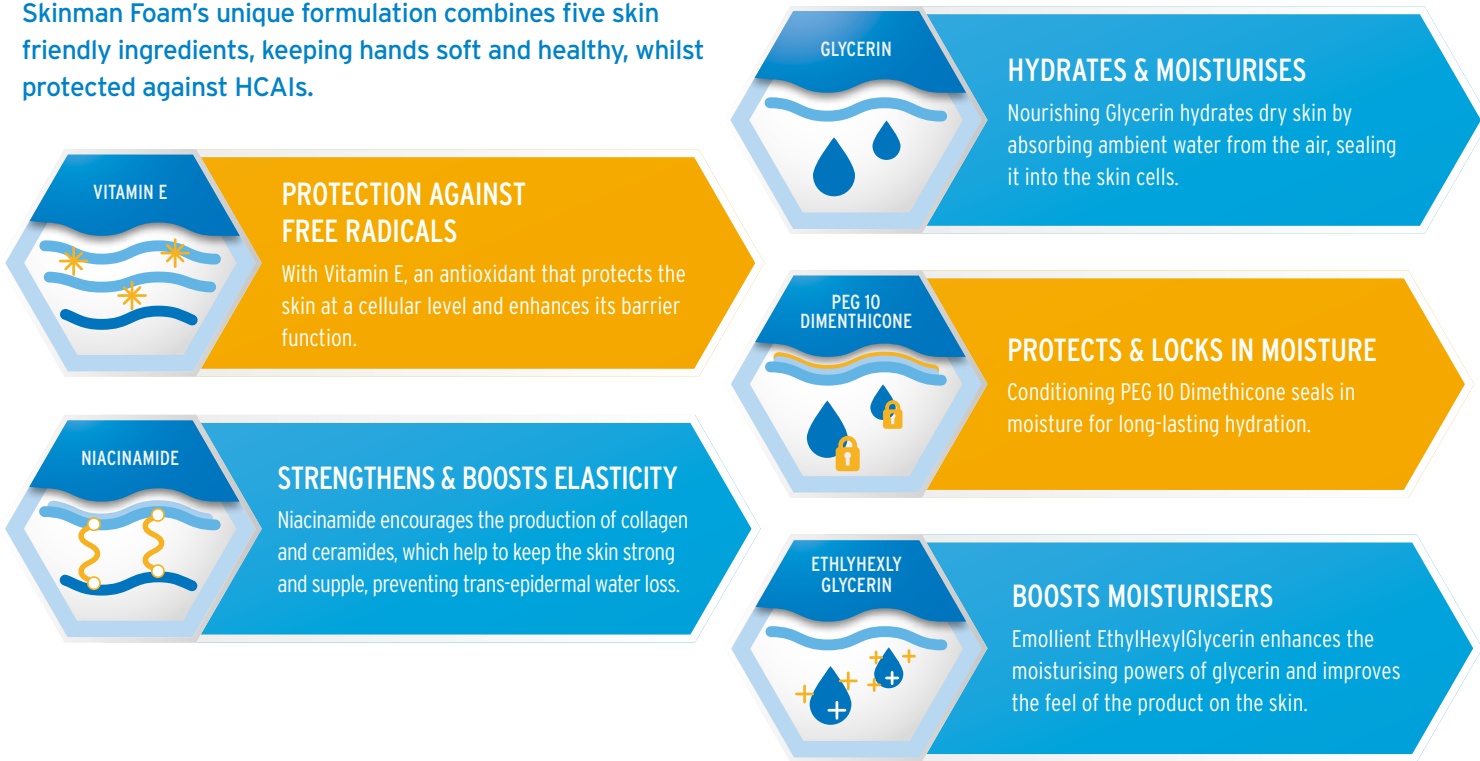 Skinman Foam's unique formulation combines five skin
friendly ingredients, keeping hands soft and healthy, whilst
protected against HCAIs.
VITAMIN E
PROTECTION AGAINST
FREE RADICALS
With Vitamin E, an antioxidant that protects the
skin at a cellular level and enhances its barrier
function.
NIACINAMIDE
STRENGTHENS & BOOSTS ELASTICITY
Niacinamide encourages the production of collagen
and ceramides, which help to keep the skin strong
and supple, preventing trans-epidermal water loss.
GLYCERIN
HYDRATES & MOISTURISES
Nourishing Glycerin hydrates dry skin by
absorbing ambient water from the air, sealing
it into the skin cells.
PEG 10
DIMENTHICONE
PROTECTS & LOCKS IN MOISTURE
Conditioning PEG 10 Dimethicone seals in
moisture for long-lasting hydration.
ETHLYHEXLY
GLYCERIN
BOOSTS MOISTURISERS
Emollient EthylHexylGlycerin enhances the
moisturising powers of glycerin and improves
the feel of the product on the skin.